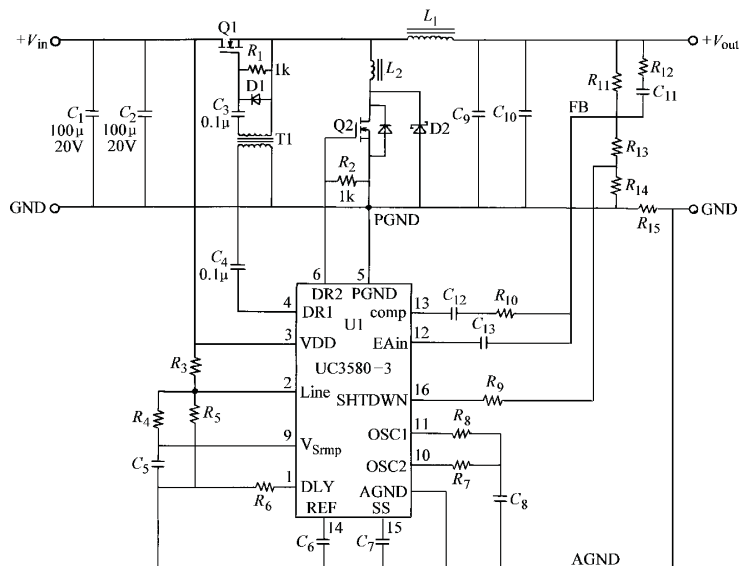 Q1
L₁
+V_in
+V_out
R₁
1k
L₂
R₁₂
R₁₁
C₁₁
D1
C₁
100μ
20V
C₂
100μ
20V
C₃
0.1μ
Q2
D2
C₉
C₁₀
FB
T1
R₁₃
R₂
1k
R₁₄
GND
PGND
R₁₅
GND
C₄
0.1μ
6
5
DR2
PGND
4
DR1
U1
comp
13
C₁₂
R₁₀
3
VDD
EAin
12
C₁₃
R₃
UC3580-3
2
Line
SHTDWN
16
R₉
R₄
R₅
OSC1
11
R₈
9
V_Srmp
C₅
OSC2
10
R₇
1
DLY
R₆
AGND
C₈
REF
SS
14
15
C₆
C₇
AGND